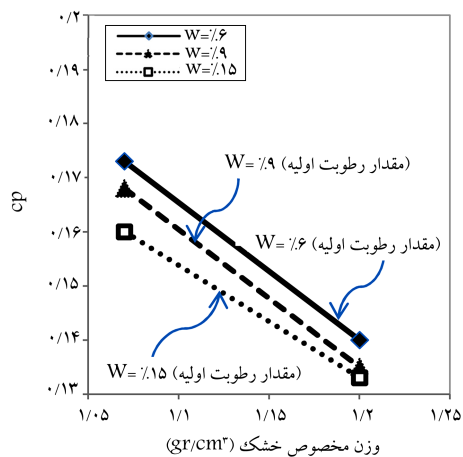 ۰/۲
۰/۱۹
۰/۱۸
۰/۱۷
۰/۱۶
۰/۱۵
۰/۱۴
۰/۱۳
cp
W=٪.۶
W=٪.۹
W=٪.۱۵
W= ٪.۹ (مقدار رطوبت اولیه)
W= ٪.۶ (مقدار رطوبت اولیه)
W= ٪.۱۵ (مقدار رطوبت اولیه)
۱/۰۵ ۱/۱ ۱/۱۵ ۱/۲ ۱/۲۵
وزن مخصوص خشک (gr/cm³)